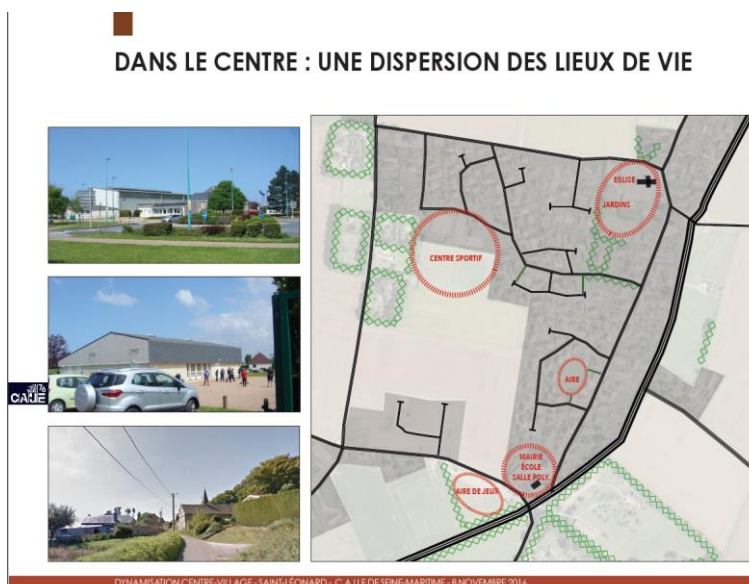 DANS LE CENTRE : UNE DISPERSION DES LIEUX DE VIE
EGLISE
JARDINS
CENTRE SPORTIF
AIRE
MAIRIE
ÉCOLE
SALLE POLY.
AIRE DE JEUX
CAUE
76
DYNAMISATION CENTRE-VILLAGE - SAINT-LÉONARD - C.A.U.E DE SEINE-MARITIME - 8 NOVEMBRE 2016